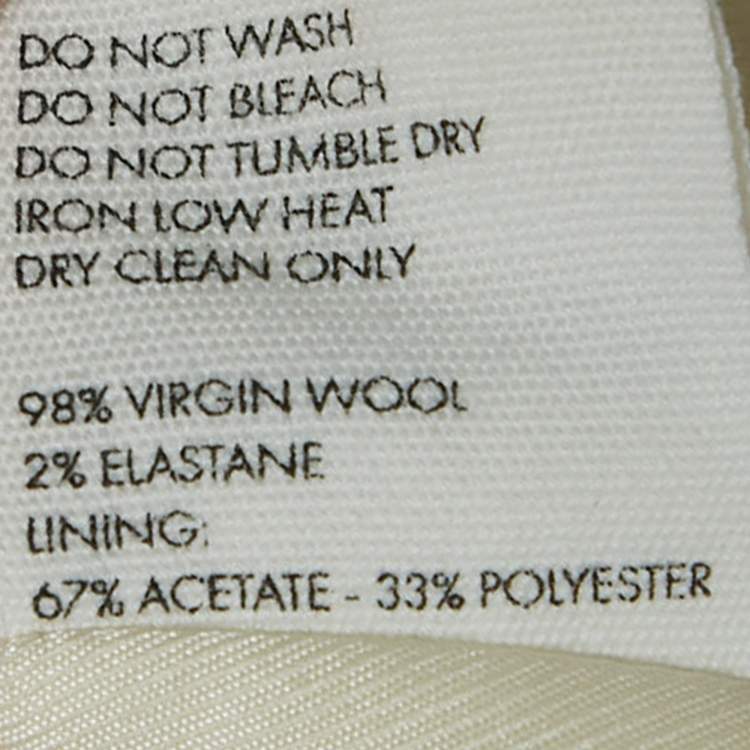 DO NOT WASH
DO NOT BLEACH
DO NOT TUMBLE DRY
IRON LOW HEAT
DRY CLEAN ONLY
98% VIRGIN WOOL
2% ELASTANE
LINING:
67% ACETATE - 33% POLYESTER